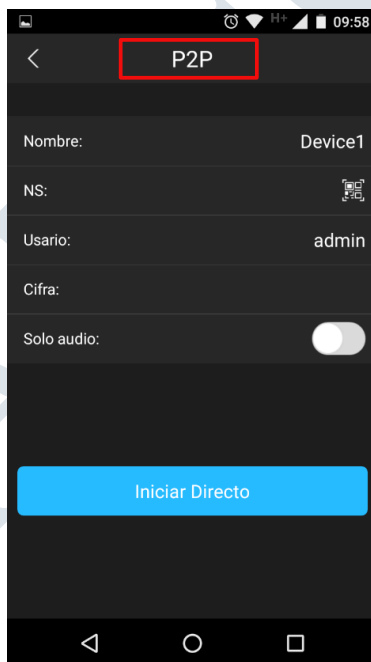 H+ 09:58
P2P
Nombre: Device1
NS:
Usario: admin
Cifra:
Solo audio:
Iniciar Directo